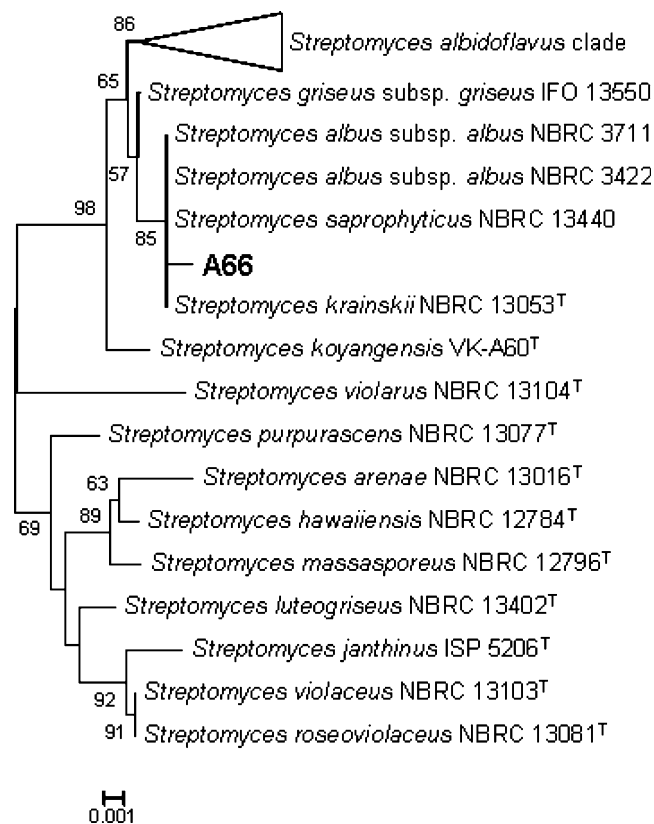 86
Streptomyces albidoflavus clade
65
Streptomyces griseus subsp. griseus IFO 13550
Streptomyces albus subsp. albus NBRC 3711
57
Streptomyces albus subsp. albus NBRC 3422
98
Streptomyces saprophyticus NBRC 13440
85
A66
Streptomyces krainskii NBRC 13053ᵀ
Streptomyces koyangensis VK-A60ᵀ
Streptomyces violarus NBRC 13104ᵀ
Streptomyces purpurascens NBRC 13077ᵀ
63
Streptomyces arenae NBRC 13016ᵀ
89
Streptomyces hawaiiensis NBRC 12784ᵀ
69
Streptomyces massasporeus NBRC 12796ᵀ
Streptomyces luteogriseus NBRC 13402ᵀ
Streptomyces janthinus ISP 5206ᵀ
92
Streptomyces violaceus NBRC 13103ᵀ
91
Streptomyces roseoviolaceus NBRC 13081ᵀ
0.001